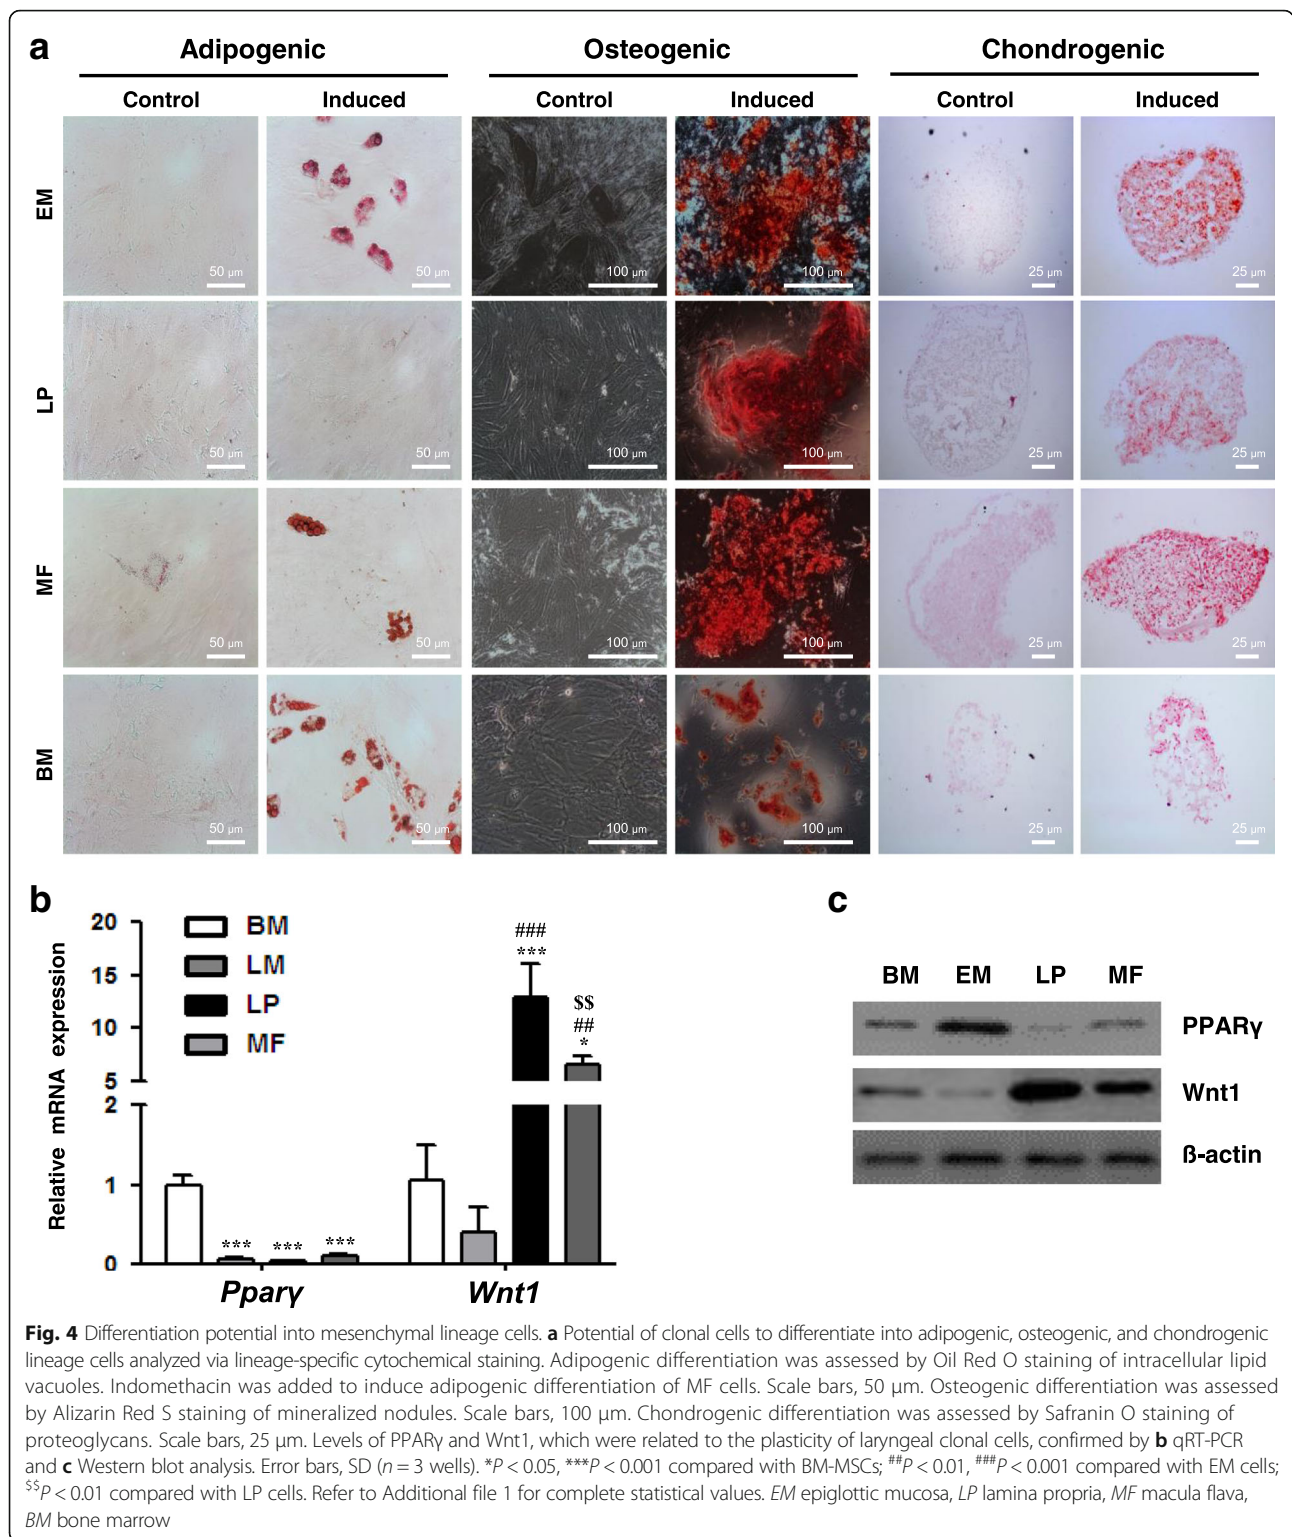 a
Adipogenic Osteogenic Chondrogenic
Control Induced Control Induced Control Induced
EM
50 µm 50 µm 100 µm 100 µm 25 µm 25 µm
LP
50 µm 50 µm 100 µm 100 µm 25 µm 25 µm
MF
50 µm 50 µm 100 µm 100 µm 25 µm 25 µm
BM
50 µm 50 µm 100 µm 100 µm 25 µm 25 µm
b
Relative mRNA expression
20
15
10
5
2
1
0
BM
LM
LP
MF
*** *** ***
###
***
$$
##
*
Pparγ Wnt1
c
BM EM LP MF
PPARγ
Wnt1
ß-actin
Fig. 4 Differentiation potential into mesenchymal lineage cells. a Potential of clonal cells to differentiate into adipogenic, osteogenic, and chondrogenic
lineage cells analyzed via lineage-specific cytochemical staining. Adipogenic differentiation was assessed by Oil Red O staining of intracellular lipid
vacuoles. Indomethacin was added to induce adipogenic differentiation of MF cells. Scale bars, 50 µm. Osteogenic differentiation was assessed
by Alizarin Red S staining of mineralized nodules. Scale bars, 100 µm. Chondrogenic differentiation was assessed by Safranin O staining of
proteoglycans. Scale bars, 25 µm. Levels of PPARγ and Wnt1, which were related to the plasticity of laryngeal clonal cells, confirmed by b qRT-PCR
and c Western blot analysis. Error bars, SD (n = 3 wells). *P < 0.05, ***P < 0.001 compared with BM-MSCs; ##P < 0.01, ###P < 0.001 compared with EM cells;
$$P < 0.01 compared with LP cells. Refer to Additional file 1 for complete statistical values. EM epiglottic mucosa, LP lamina propria, MF macula flava,
BM bone marrow